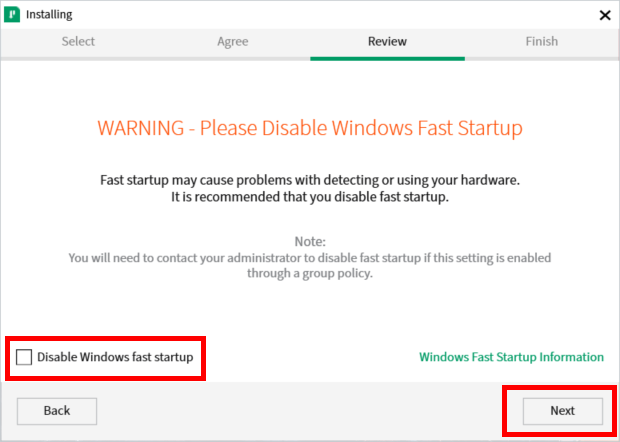 Installing
Select
Agree
Review
Finish
WARNING - Please Disable Windows Fast Startup
Fast startup may cause problems with detecting or using your hardware.
It is recommended that you disable fast startup.
Note:
You will need to contact your administrator to disable fast startup if this setting is enabled
through a group policy.
Disable Windows fast startup
Windows Fast Startup Information
Back
Next